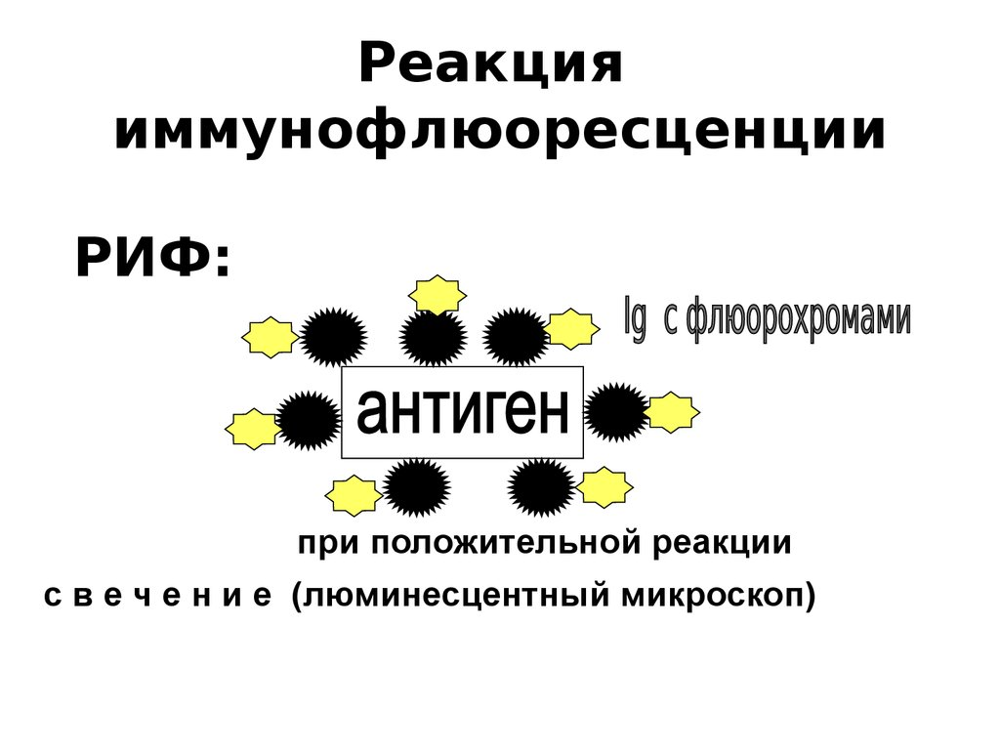 Реакция
иммунофлюоресценции
РИФ:
Ig с флюорохромами
антиген
при положительной реакции
с в е ч е н и е (люминесцентный микроскоп)